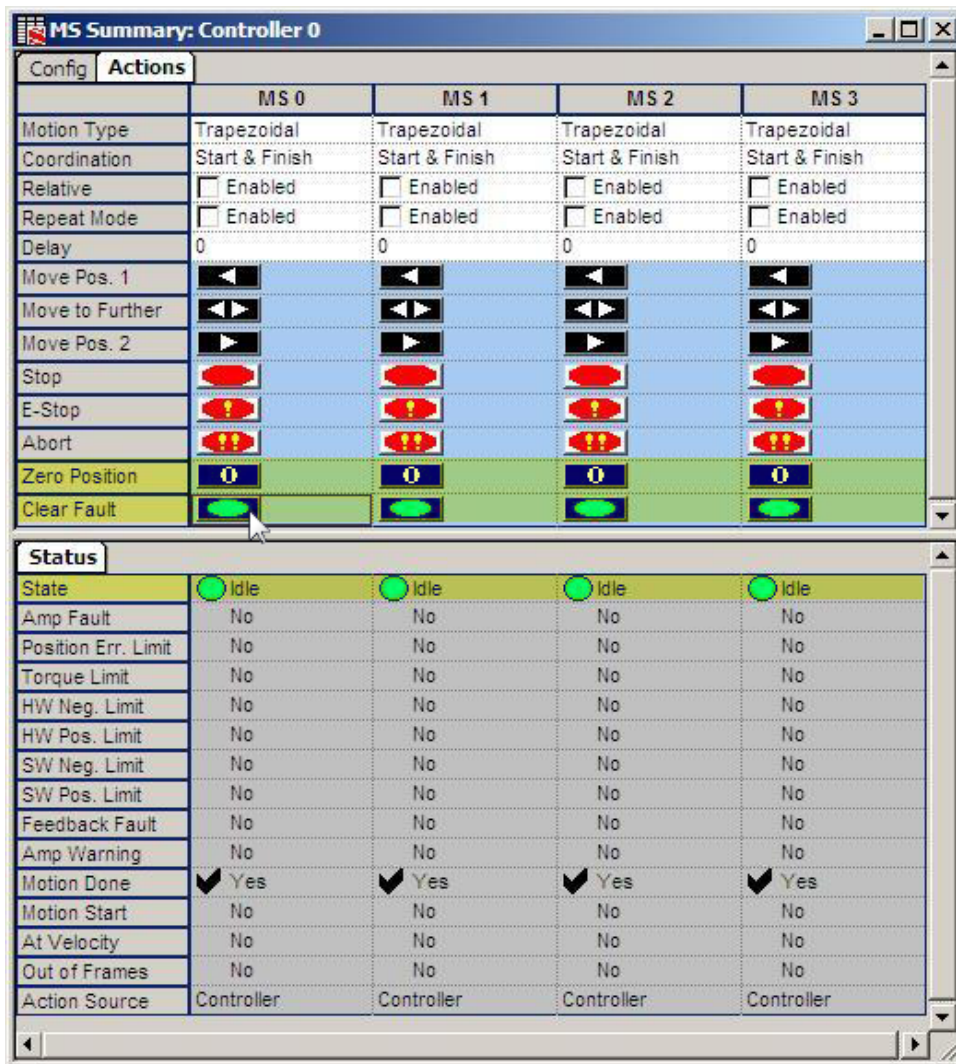 MS Summary: Controller 0
Config Actions
MS 0 MS 1 MS 2 MS 3
Motion Type Trapezoidal Trapezoidal Trapezoidal Trapezoidal
Coordination Start & Finish Start & Finish Start & Finish Start & Finish
Relative Enabled Enabled Enabled Enabled
Repeat Mode Enabled Enabled Enabled Enabled
Delay 0 0 0 0
Move Pos. 1
Move to Further
Move Pos. 2
Stop
E-Stop ! ! ! !
Abort !! !! !! !!
Zero Position 0 0 0 0
Clear Fault
Status
State Idle Idle Idle Idle
Amp Fault No No No No
Position Err. Limit No No No No
Torque Limit No No No No
HW Neg. Limit No No No No
HW Pos. Limit No No No No
SW Neg. Limit No No No No
SW Pos. Limit No No No No
Feedback Fault No No No No
Amp Warning No No No No
Motion Done Yes Yes Yes Yes
Motion Start No No No No
At Velocity No No No No
Out of Frames No No No No
Action Source Controller Controller Controller Controller